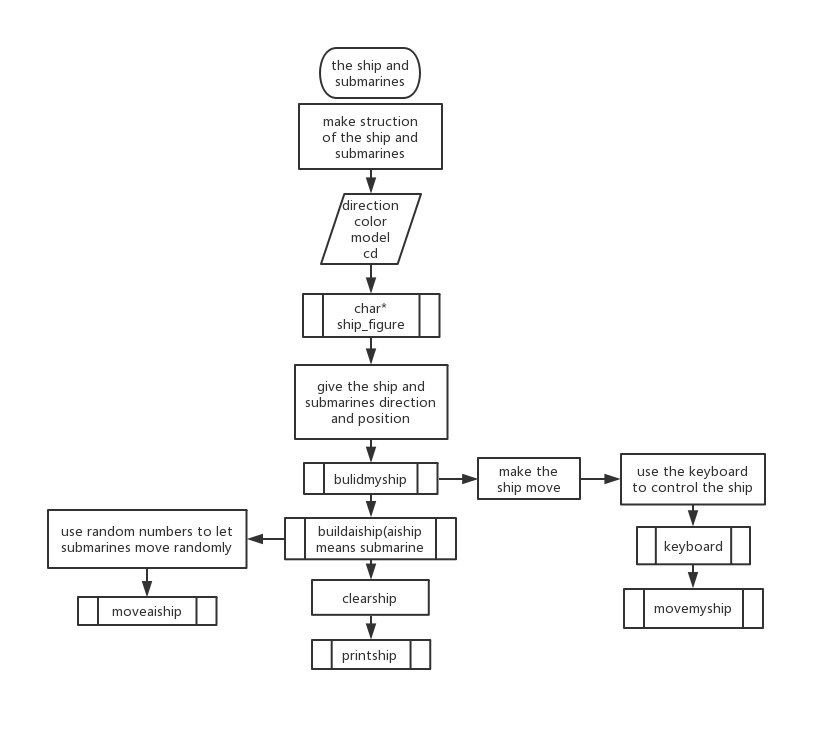 the ship and
submarines
make struction
of the ship and
submarines
direction
color
model
cd
char*
ship_figure
give the ship and
submarines direction
and position
bulidmyship
make the
ship move
use the keyboard
to control the ship
use random numbers to let
submarines move randomly
buildaiship(aiship
means submarine
keyboard
clearship
moveaiship
movemyship
printship